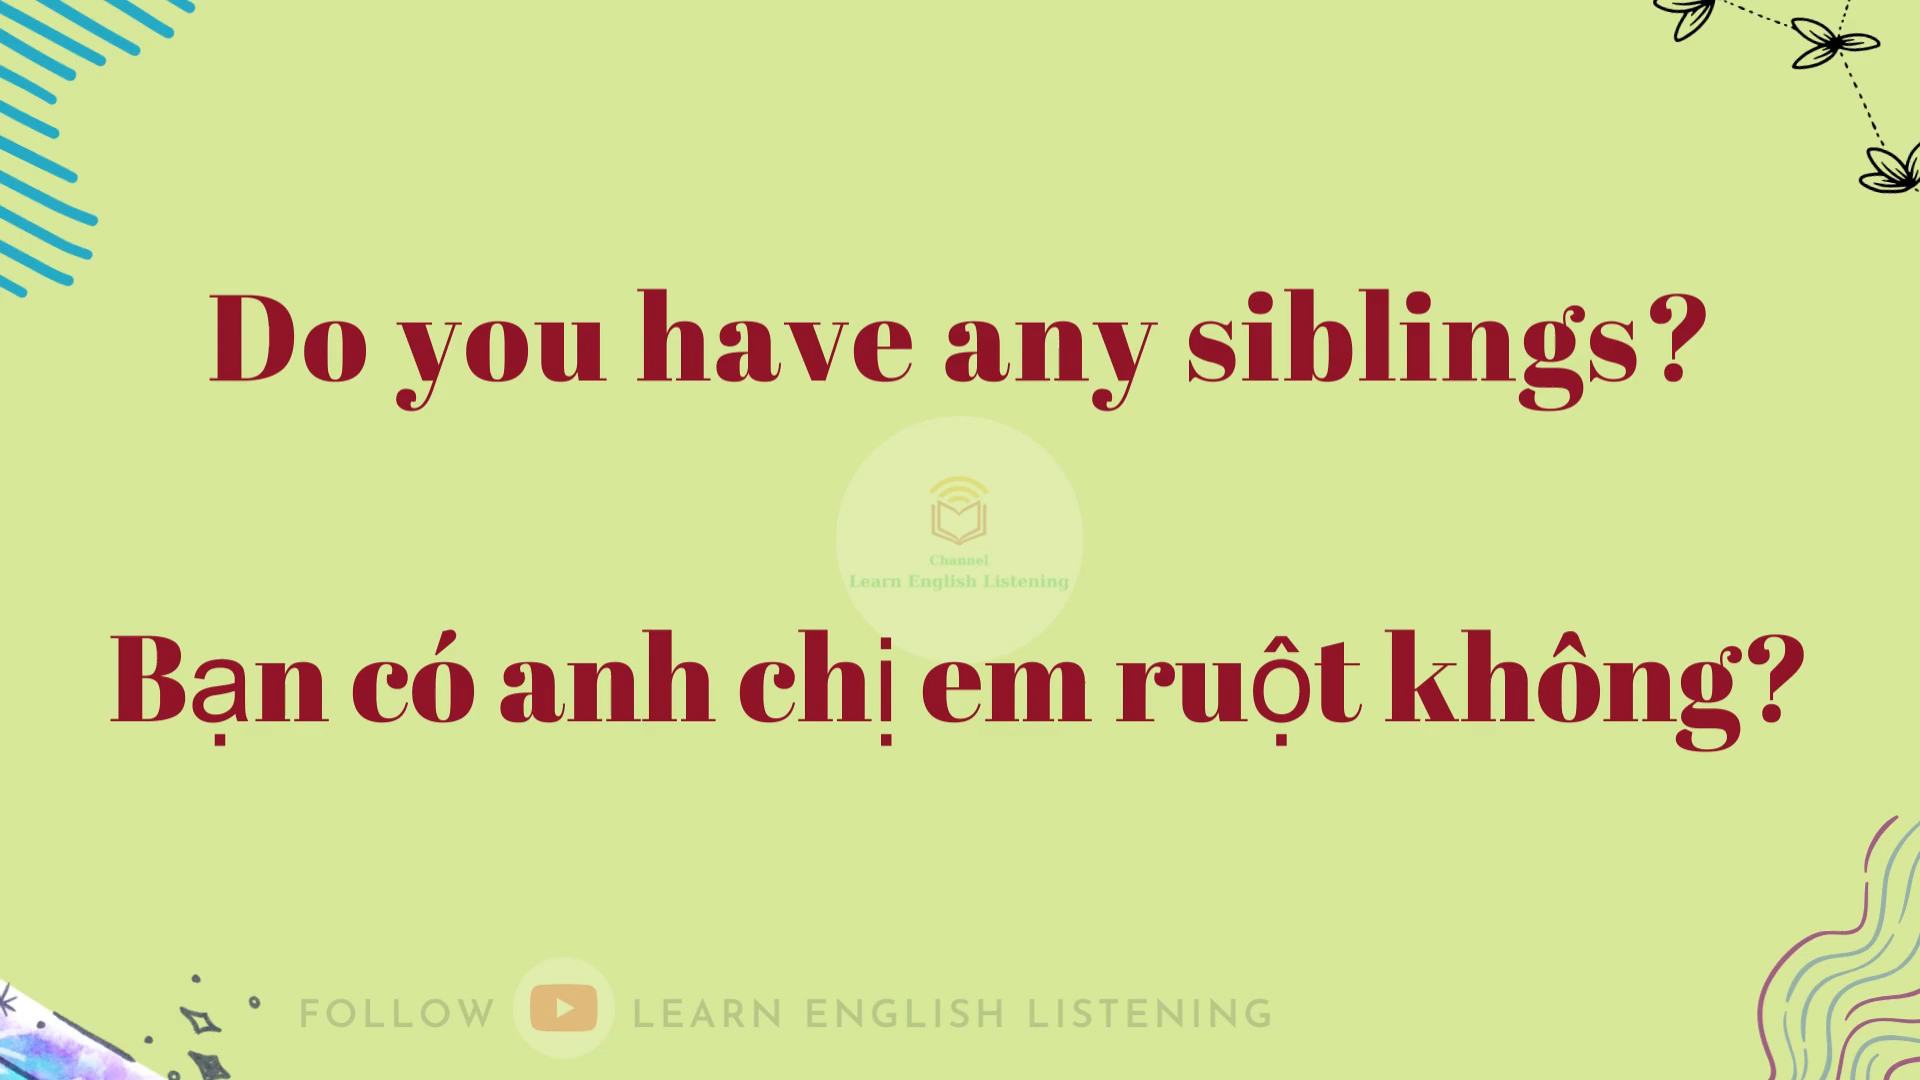 Do you have any siblings?
Channel
Learn English Listening
Bạn có anh chị em ruột không?
FOLLOW LEARN ENGLISH LISTENING